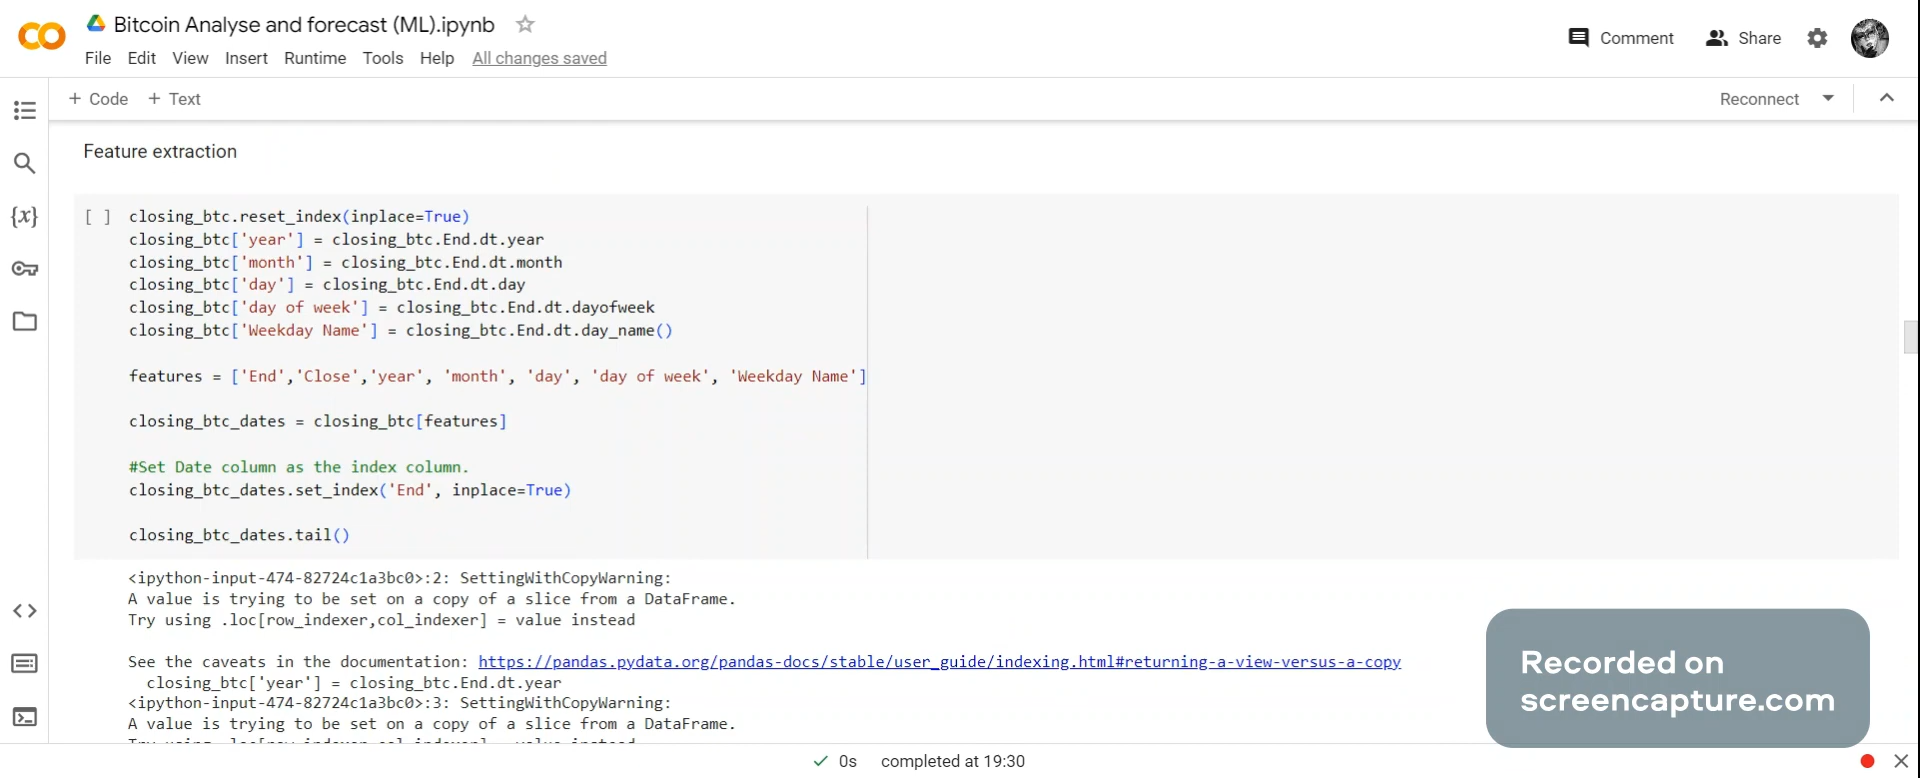 Bitcoin Analyse and forecast (ML).ipynb
File Edit View Insert Runtime Tools Help All changes saved
Comment Share
+ Code + Text
Reconnect
Feature extraction
[ ] closing_btc.reset_index(inplace=True)
closing_btc['year'] = closing_btc.End.dt.year
closing_btc['month'] = closing_btc.End.dt.month
closing_btc['day'] = closing_btc.End.dt.day
closing_btc['day of week'] = closing_btc.End.dt.dayofweek
closing_btc['Weekday Name'] = closing_btc.End.dt.day_name()
features = ['End','Close','year', 'month', 'day', 'day of week', 'Weekday Name']
closing_btc_dates = closing_btc[features]
#Set Date column as the index column.
closing_btc_dates.set_index('End', inplace=True)
closing_btc_dates.tail()
<ipython-input-474-82724c1a3bc0>:2: SettingWithCopyWarning:
A value is trying to be set on a copy of a slice from a DataFrame.
Try using .loc[row_indexer,col_indexer] = value instead
See the caveats in the documentation: https://pandas.pydata.org/pandas-docs/stable/user_guide/indexing.html#returning-a-view-versus-a-copy
closing_btc['year'] = closing_btc.End.dt.year
<ipython-input-474-82724c1a3bc0>:3: SettingWithCopyWarning:
A value is trying to be set on a copy of a slice from a DataFrame.
Recorded on
screencapture.com
0s completed at 19:30